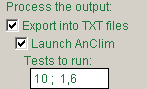 Process the output:
Export into TXT files
Launch AnClim
Tests to run:
10 ; 1,6